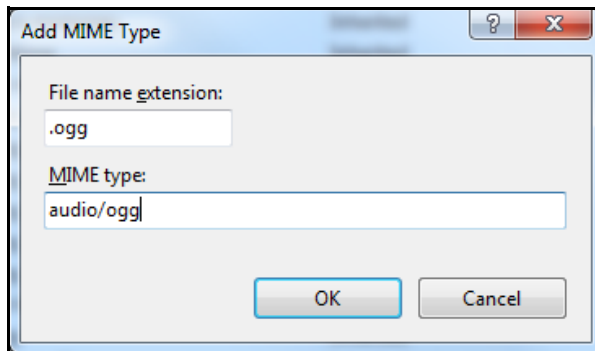 Add MIME Type
File name extension:
.ogg
MIME type:
audio/ogg
OK
Cancel